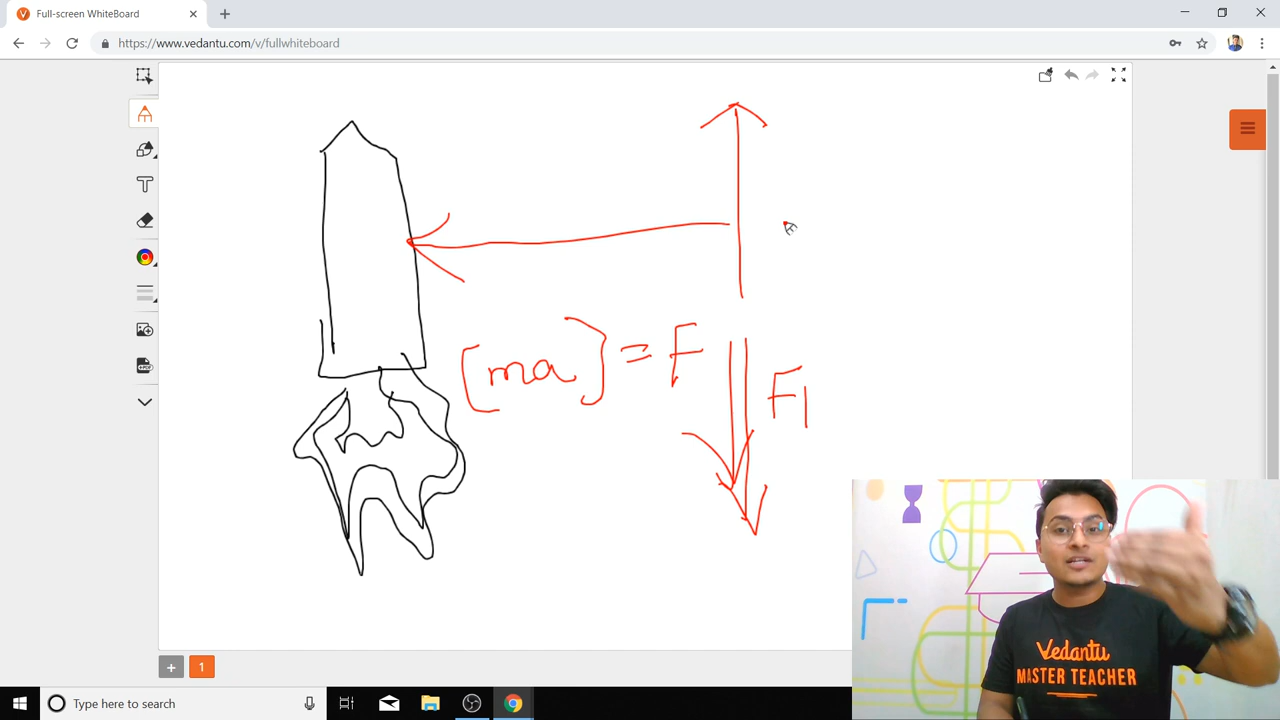 Full-screen WhiteBoard
https://www.vedantu.com/v/fullwhiteboard
[ma] = F
F1
Vedantu
MASTER TEACHER
1
Type here to search